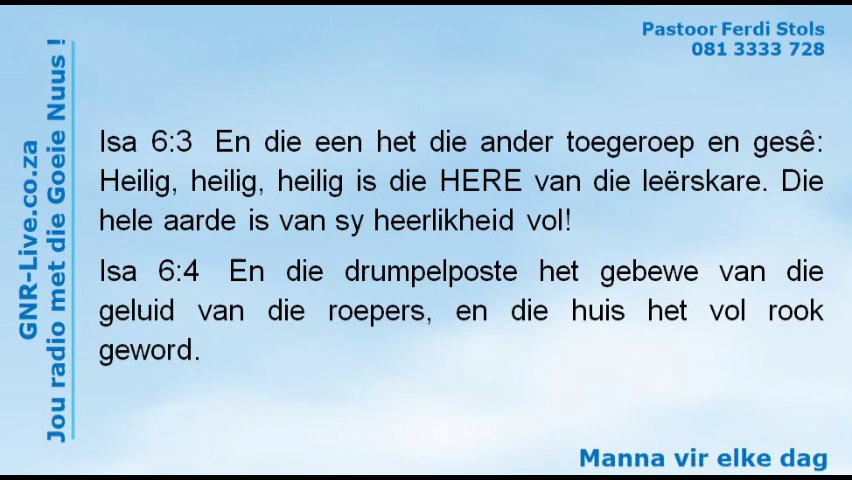 Pastoor Ferdi Stols
081 3333 728
GNR-Live.co.za
Jou radio met die Goeie Nuus !
Isa 6:3 En die een het die ander toegeroep en gesê:
Heilig, heilig, heilig is die HERE van die leërskare. Die
hele aarde is van sy heerlikheid vol!
Isa 6:4 En die drumpelposte het gebewe van die
geluid van die roepers, en die huis het vol rook
geword.
Manna vir elke dag